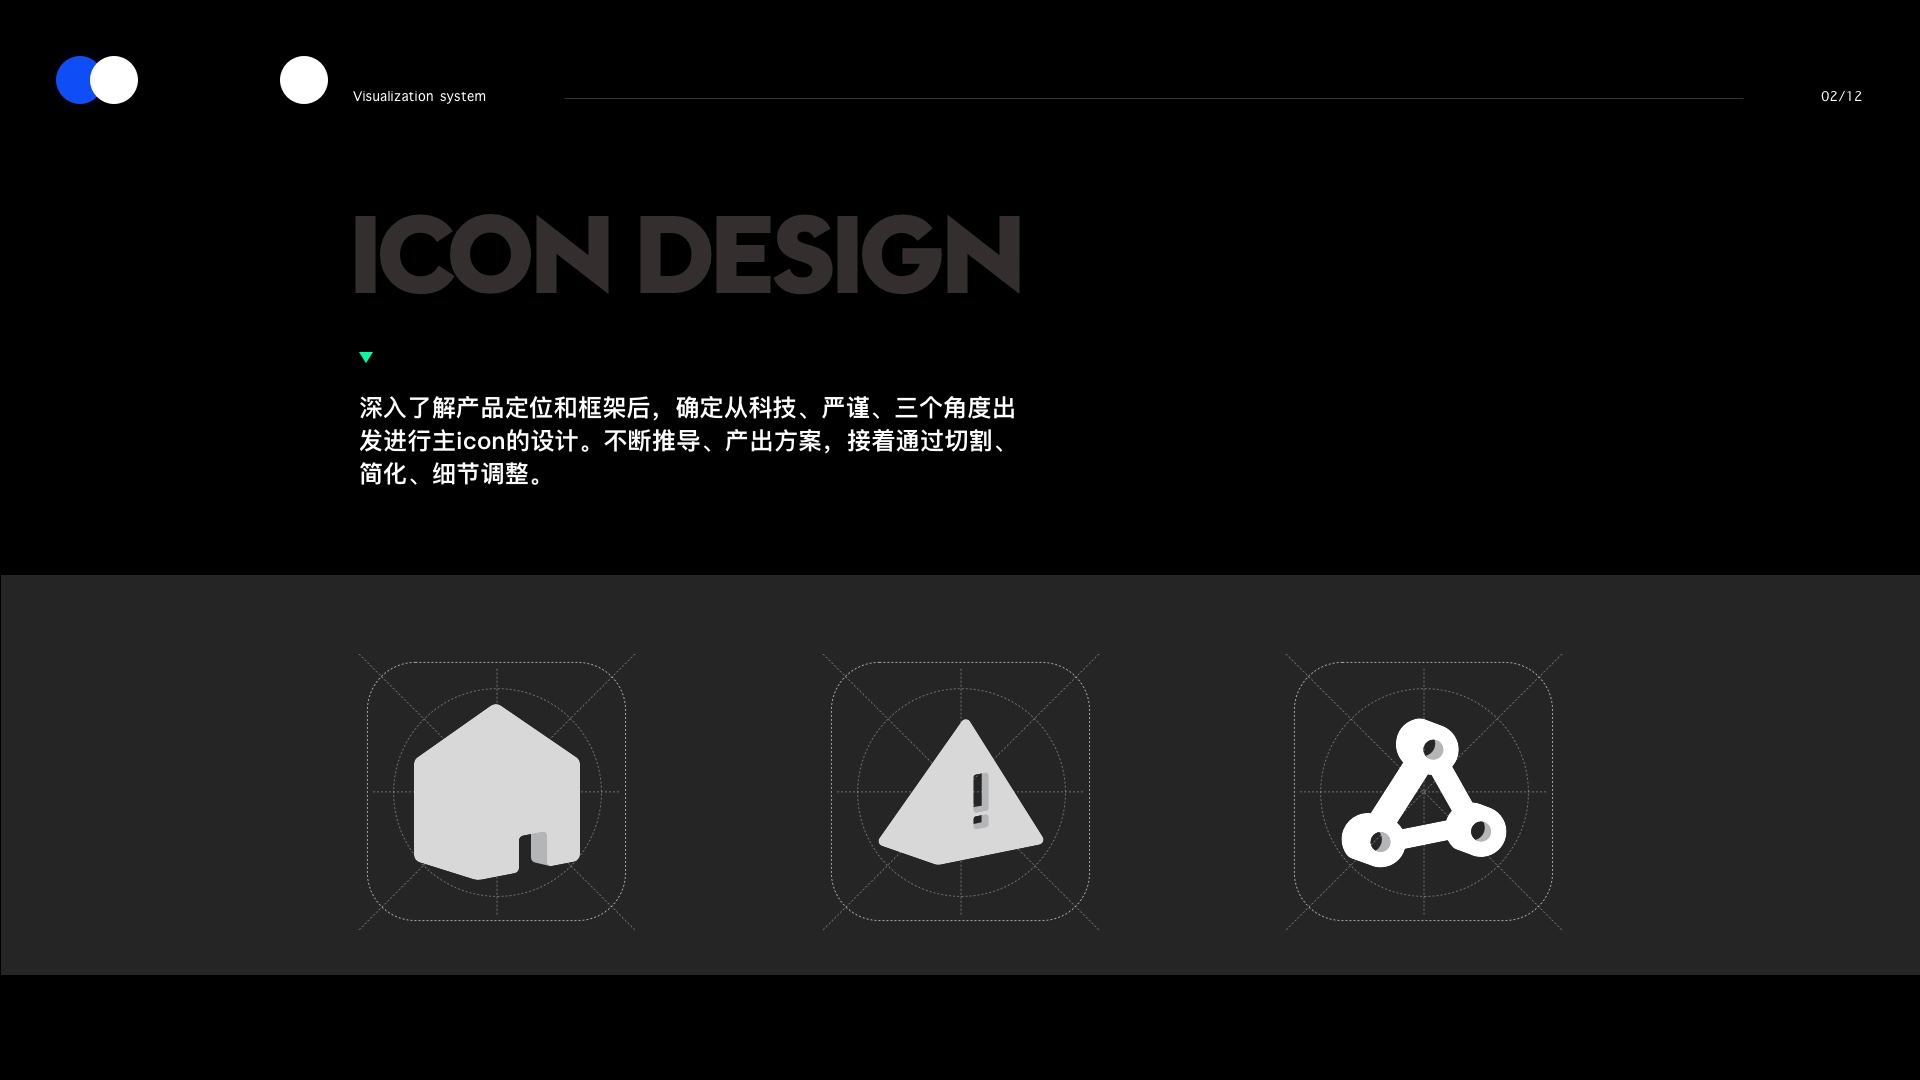 Visualization system
02/12
ICON DESIGN
深入了解产品定位和框架后，确定从科技、严谨、三个角度出
发进行主icon的设计。不断推导、产出方案，接着通过切割、
简化、细节调整。
!